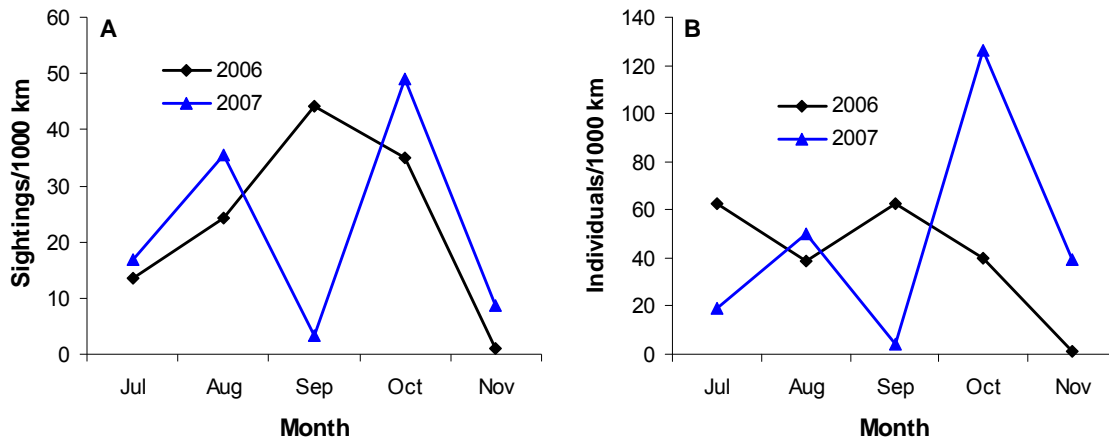 A
Sightings/1000 km
60
50
40
30
20
10
0
2006
2007
Jul Aug Sep Oct Nov
Month
B
Individuals/1000 km
140
120
100
80
60
40
20
0
2006
2007
Jul Aug Sep Oct Nov
Month